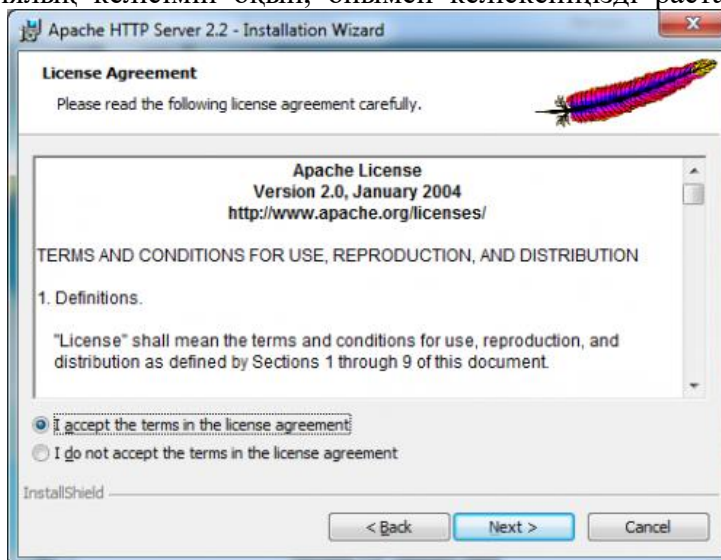 келісімін оқып, онымен келіскеніңізді
Apache HTTP Server 2.2 - Installation Wizard
License Agreement
Please read the following license agreement carefully.
Apache License
Version 2.0, January 2004
http://www.apache.org/licenses/
TERMS AND CONDITIONS FOR USE, REPRODUCTION, AND DISTRIBUTION
1. Definitions.
"License" shall mean the terms and conditions for use, reproduction, and
distribution as defined by Sections 1 through 9 of this document.
I accept the terms in the license agreement
I do not accept the terms in the license agreement
InstallShield
< Back Next > Cancel